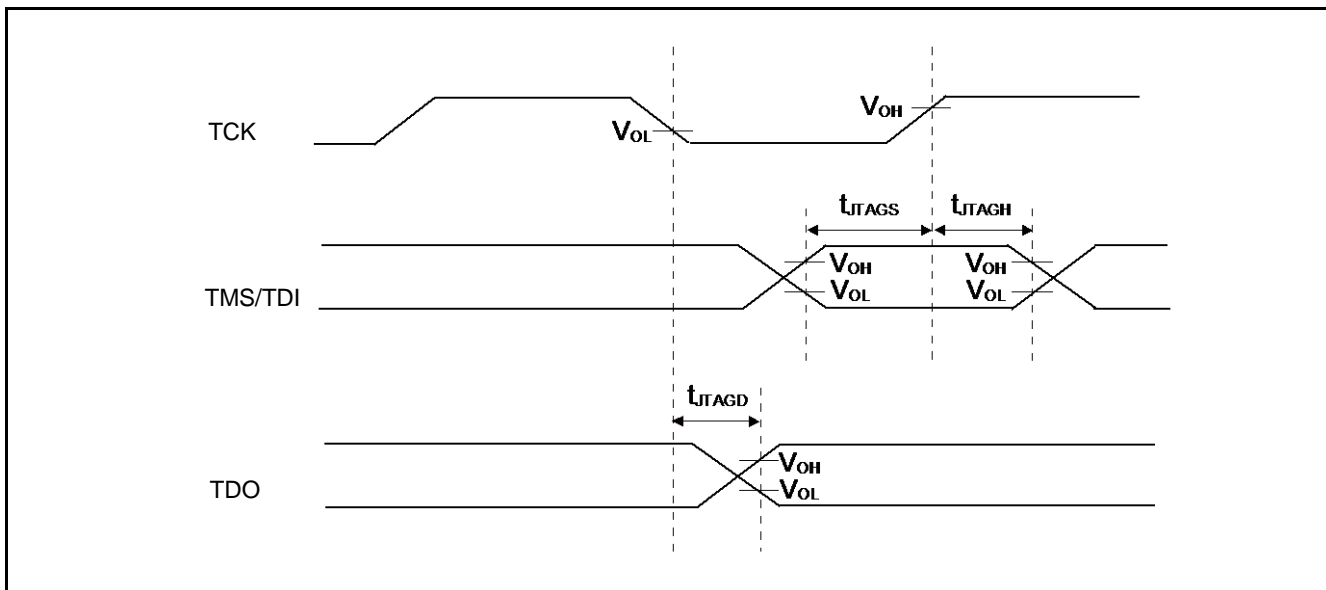 TCK
VOL
VOH
tJTAGS
tJTAGH
TMS/TDI
VOH
VOL
VOH
VOL
tJTAGD
TDO
VOH
VOL